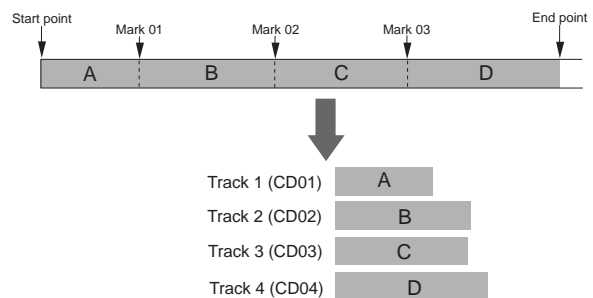 Start point
Mark 01
Mark 02
Mark 03
End point
A
B
C
D
Track 1 (CD01)
A
Track 2 (CD02)
B
Track 3 (CD03)
C
Track 4 (CD04)
D